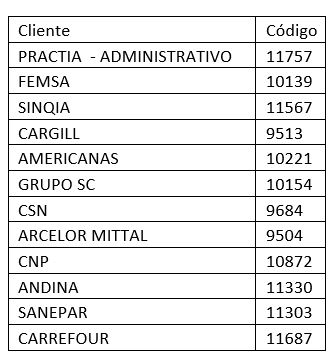 Cliente Código
PRACTIA - ADMINISTRATIVO 11757
FEMSA 10139
SINQIA 11567
CARGILL 9513
AMERICANAS 10221
GRUPO SC 10154
CSN 9684
ARCELOR MITTAL 9504
CNP 10872
ANDINA 11330
SANEPAR 11303
CARREFOUR 11687